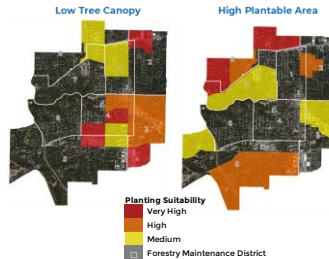 Low Tree Canopy
High Plantable Area
Planting Suitability
Very High
High
Medium
Forestry Maintenance District